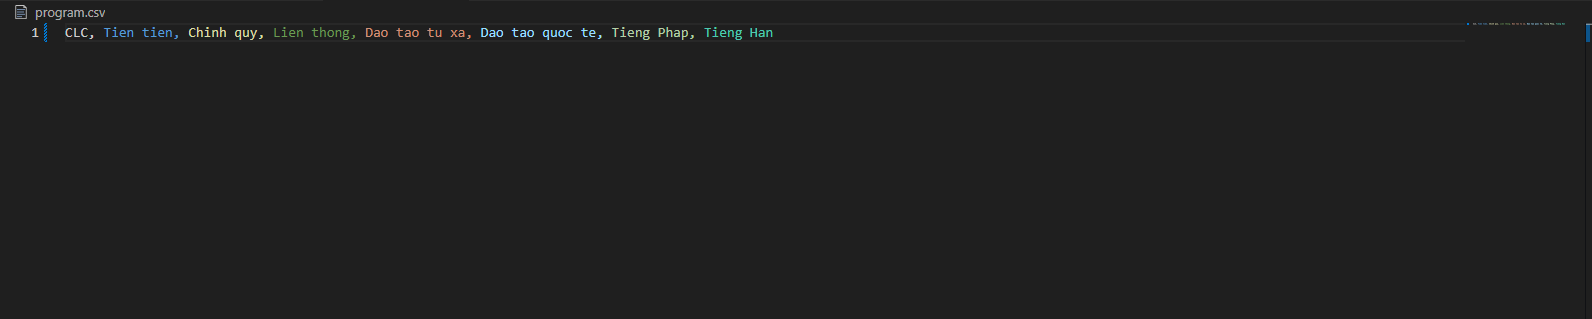 program.csv
1 CLC, Tien tien, Chinh quy, Lien thong, Dao tao tu xa, Dao tao quoc te, Tieng Phap, Tieng Han